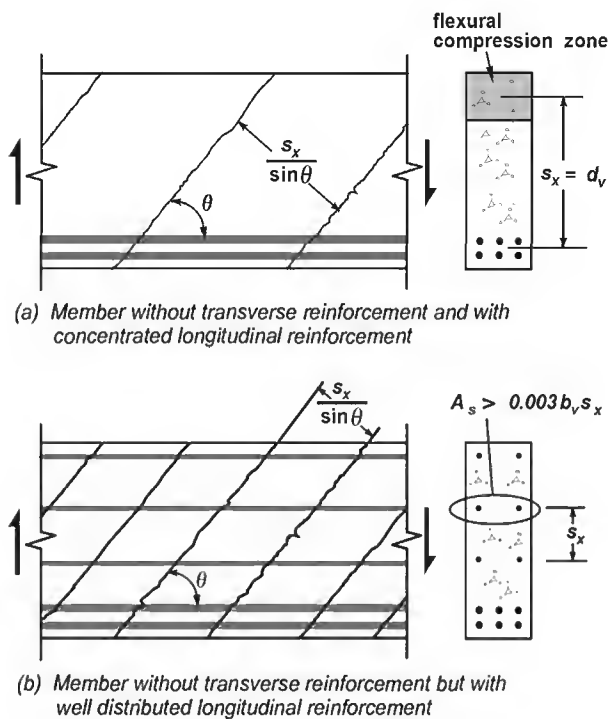 flexural
compression zone
s_x
sinθ
θ
s_x = d_v
(a) Member without transverse reinforcement and with
concentrated longitudinal reinforcement
s_x
sinθ
A_s > 0.003 b_v s_x
s_x
θ
(b) Member without transverse reinforcement but with
well distributed longitudinal reinforcement